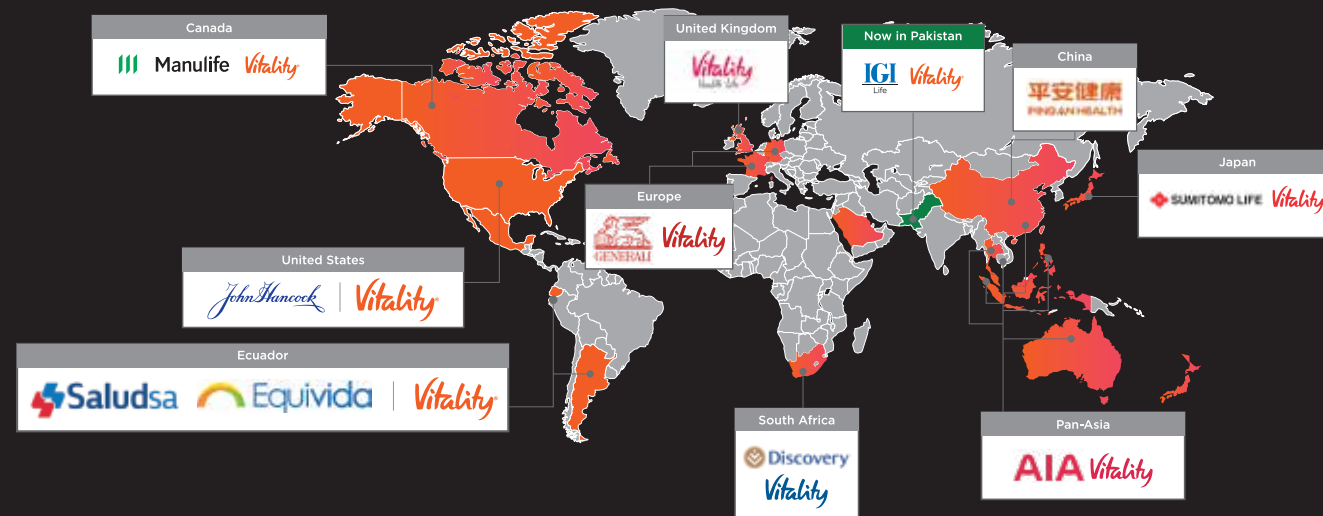 Canada
Manulife Vitality
United Kingdom
Vitality
Health Life
Now in Pakistan
IGI
Life
Vitality
China
平安健康
PING AN HEALTH
Japan
SUMITOMO LIFE Vitality
Europe
GENERALI
Vitality
United States
John Hancock Vitality
Ecuador
Saludsa Equivida Vitality
South Africa
Discovery
Vitality
Pan-Asia
AIA Vitality